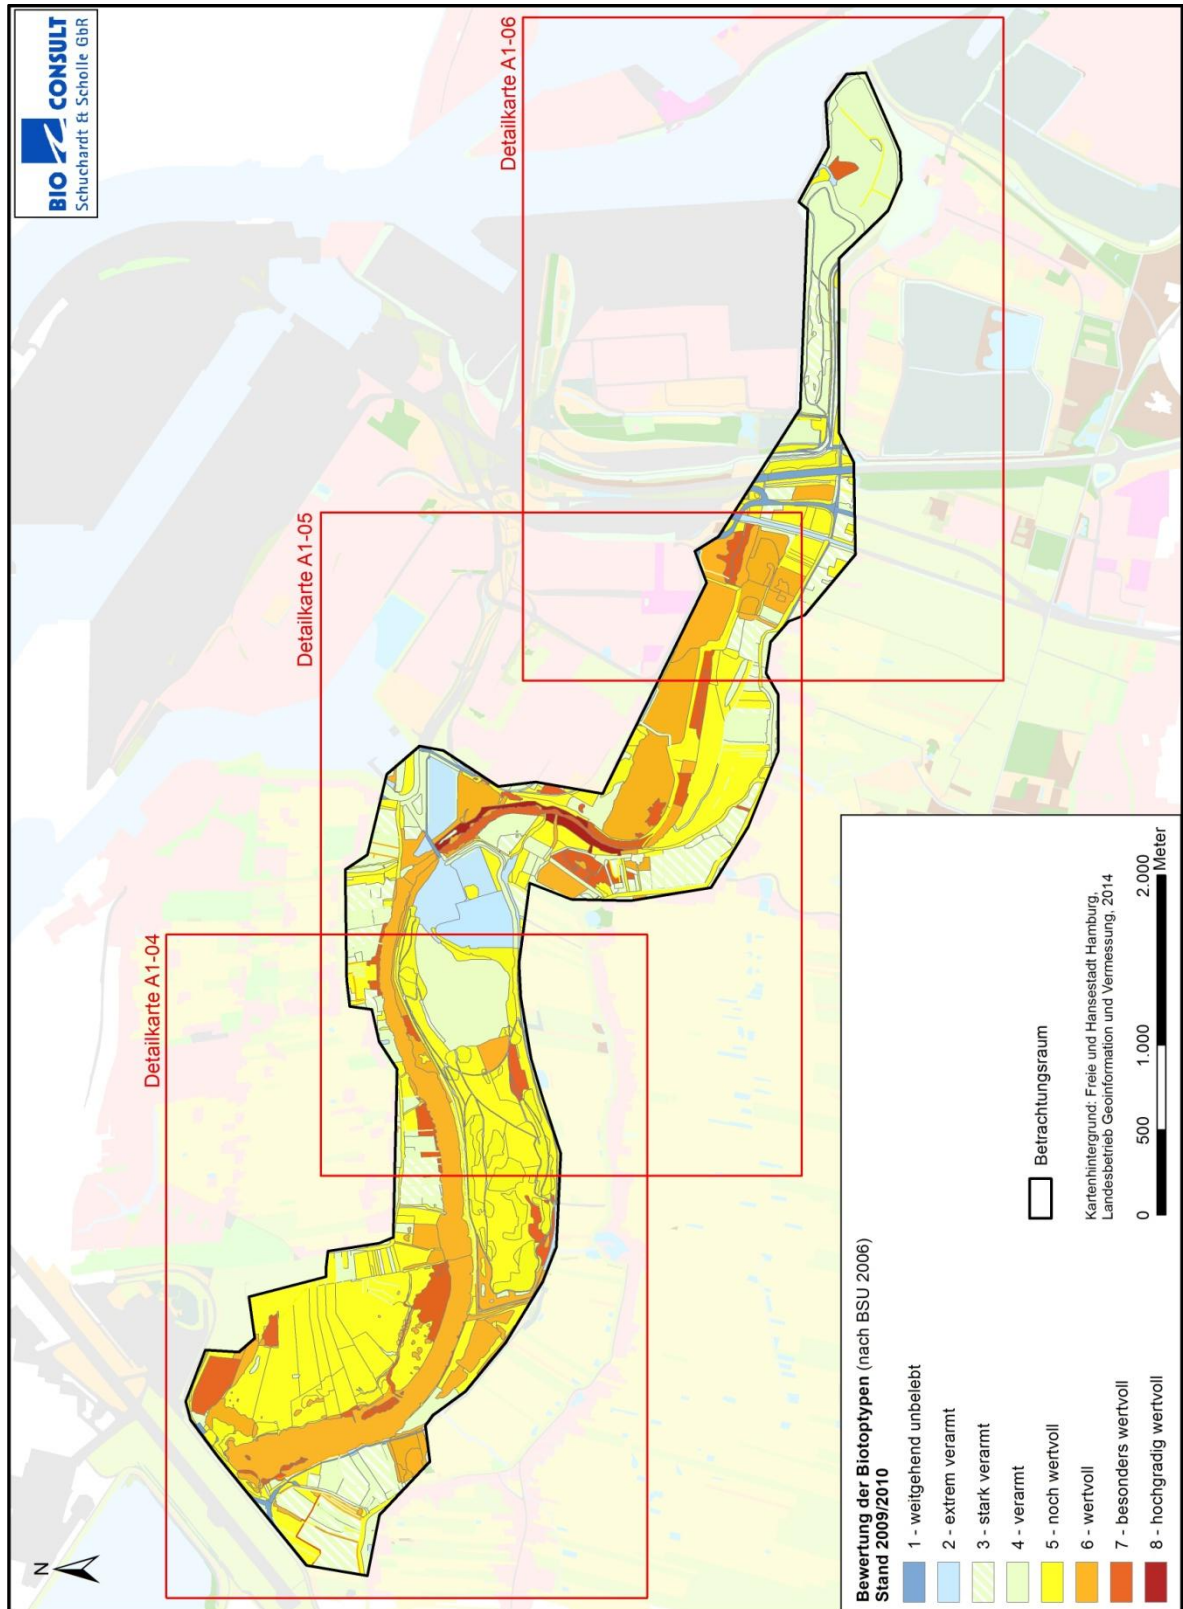 BIO CONSULT
Schuchardt & Scholle GbR
Detailkarte A1-04
Detailkarte A1-05
Detailkarte A1-06
N
Bewertung der Biotoptypen (nach BSU 2006)
Stand 2009/2010
1 - weitgehend unbelebt
2 - extrem verarmt
3 - stark verarmt
4 - verarmt
5 - noch wertvoll
6 - wertvoll
7 - besonders wertvoll
8 - hochgradig wertvoll
Betrachtungsraum
Kartenhintergrund: Freie und Hansestadt Hamburg,
Landesbetrieb Geoinformation und Vermessung, 2014
0 500 1.000 2.000
Meter